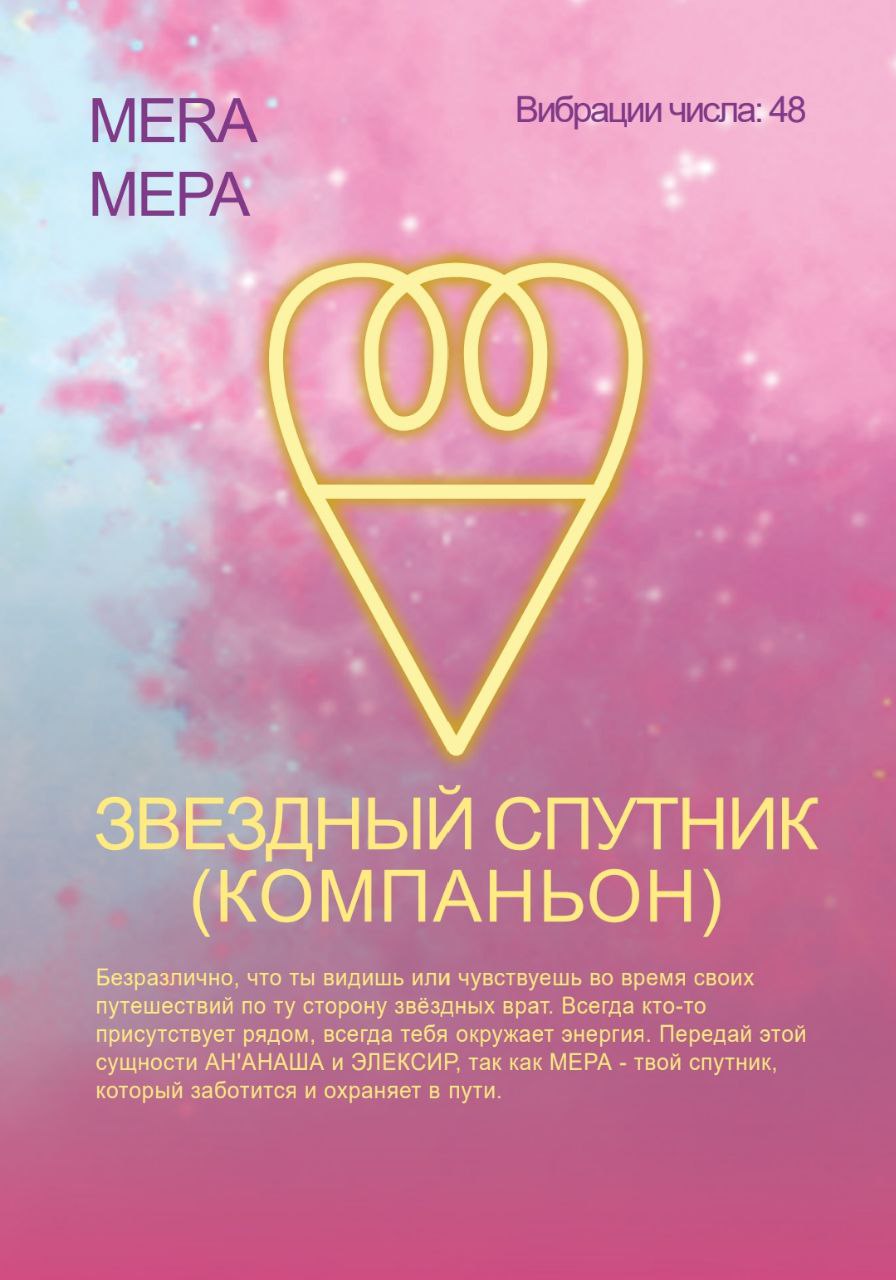 MERA
МЕРА
Вибрации числа: 48
ЗВЕЗДНЫЙ СПУТНИК
(КОМПАНЬОН)
Безразлично, что ты видишь или чувствуешь во время своих
путешествий по ту сторону звёздных врат. Всегда кто-то
присутствует рядом, всегда тебя окружает энергия. Передай этой
сущности АН'АНАША и ЭЛЕКСИР, так как МЕРА - твой спутник,
который заботится и охраняет в пути.